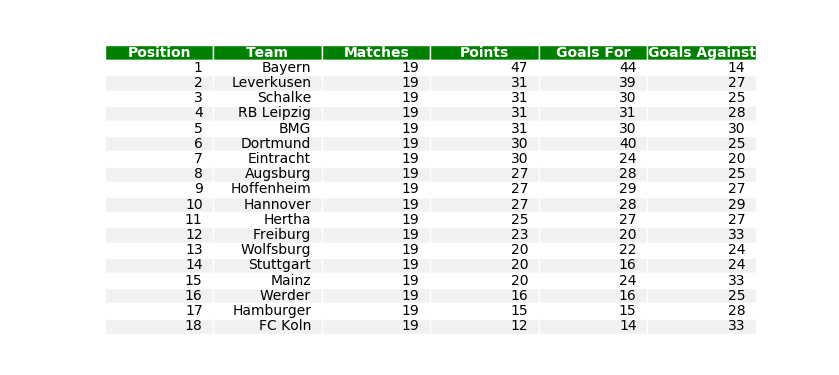 Position Team Matches Points Goals For Goals Against
1 Bayern 19 47 44 14
2 Leverkusen 19 31 39 27
3 Schalke 19 31 30 25
4 RB Leipzig 19 31 31 28
5 BMG 19 31 30 30
6 Dortmund 19 30 40 25
7 Eintracht 19 30 24 20
8 Augsburg 19 27 28 25
9 Hoffenheim 19 27 29 27
10 Hannover 19 27 28 29
11 Hertha 19 25 27 27
12 Freiburg 19 23 20 33
13 Wolfsburg 19 20 22 24
14 Stuttgart 19 20 16 24
15 Mainz 19 20 24 33
16 Werder 19 16 16 25
17 Hamburger 19 15 15 28
18 FC Koln 19 12 14 33